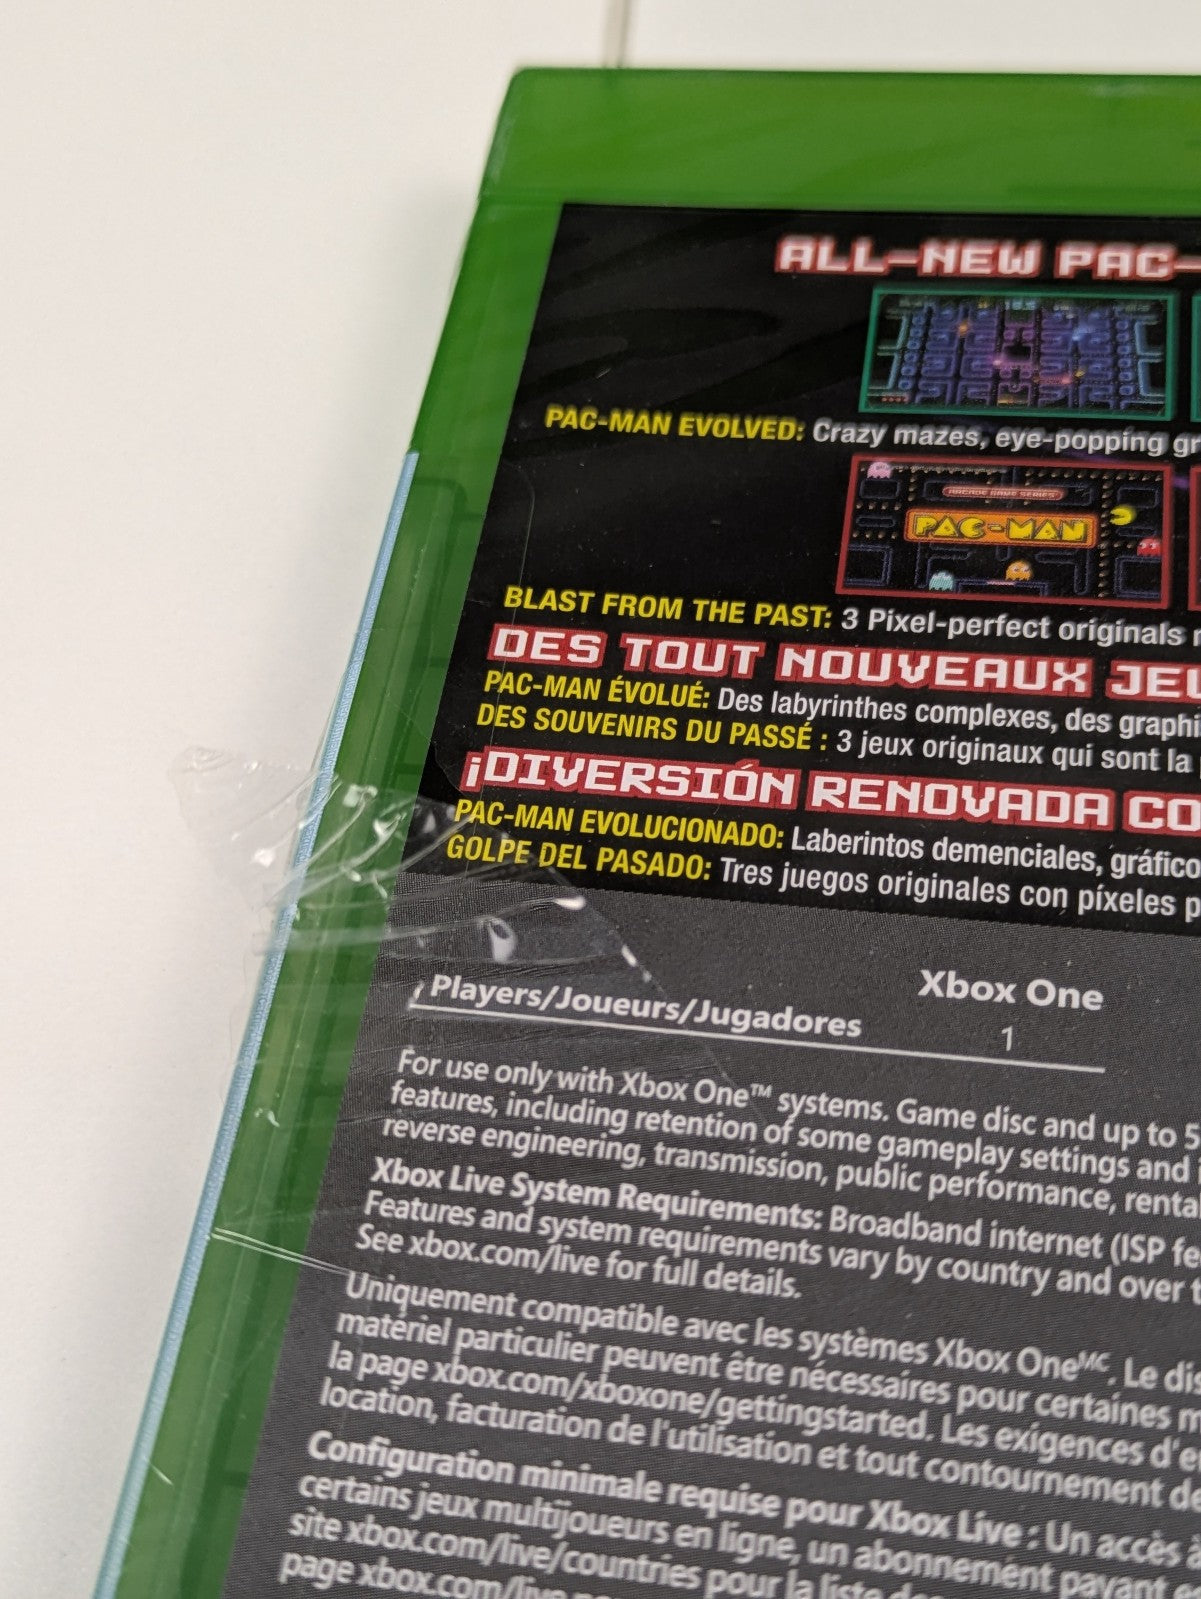 ALL-NEW PAC-
PAC-MAN EVOLVED: Crazy mazes, eye-popping gr
ARCADE GAME SERIES
PAC-MAN
BLAST FROM THE PAST: 3 Pixel-perfect originals
DES TOUT NOUVEAUX JEU
PAC-MAN ÉVOLUÉ: Des labyrinthes complexes, des graphi
DES SOUVENIRS DU PASSÉ : 3 jeux originaux qui sont la
¡DIVERSIÓN RENOVADA CO
PAC-MAN EVOLUCIONADO: Laberintos demenciales, gráfico
GOLPE DEL PASADO: Tres juegos originales con píxeles p
Xbox One
Players/Joueurs/Jugadores 1
For use only with Xbox One™ systems. Game disc and up to 5
features, including retention of some gameplay settings and
reverse engineering, transmission, public performance, renta
Xbox Live System Requirements: Broadband internet (ISP fe
Features and system requirements vary by country and over
See xbox.com/live for full details.
Uniquement compatible avec les systèmes Xbox Oneᴹᶜ. Le dis
matériel particulier peuvent être nécessaires pour certaines
la page xbox.com/xboxone/gettingstarted. Les exigences d'e
location, facturation de l'utilisation et tout contournement de
Configuration minimale requise pour Xbox Live : Un accès
certains jeux multijoueurs en ligne, un abonnement payant
site xbox.com/live/countries pour la liste
page xbox.com/live